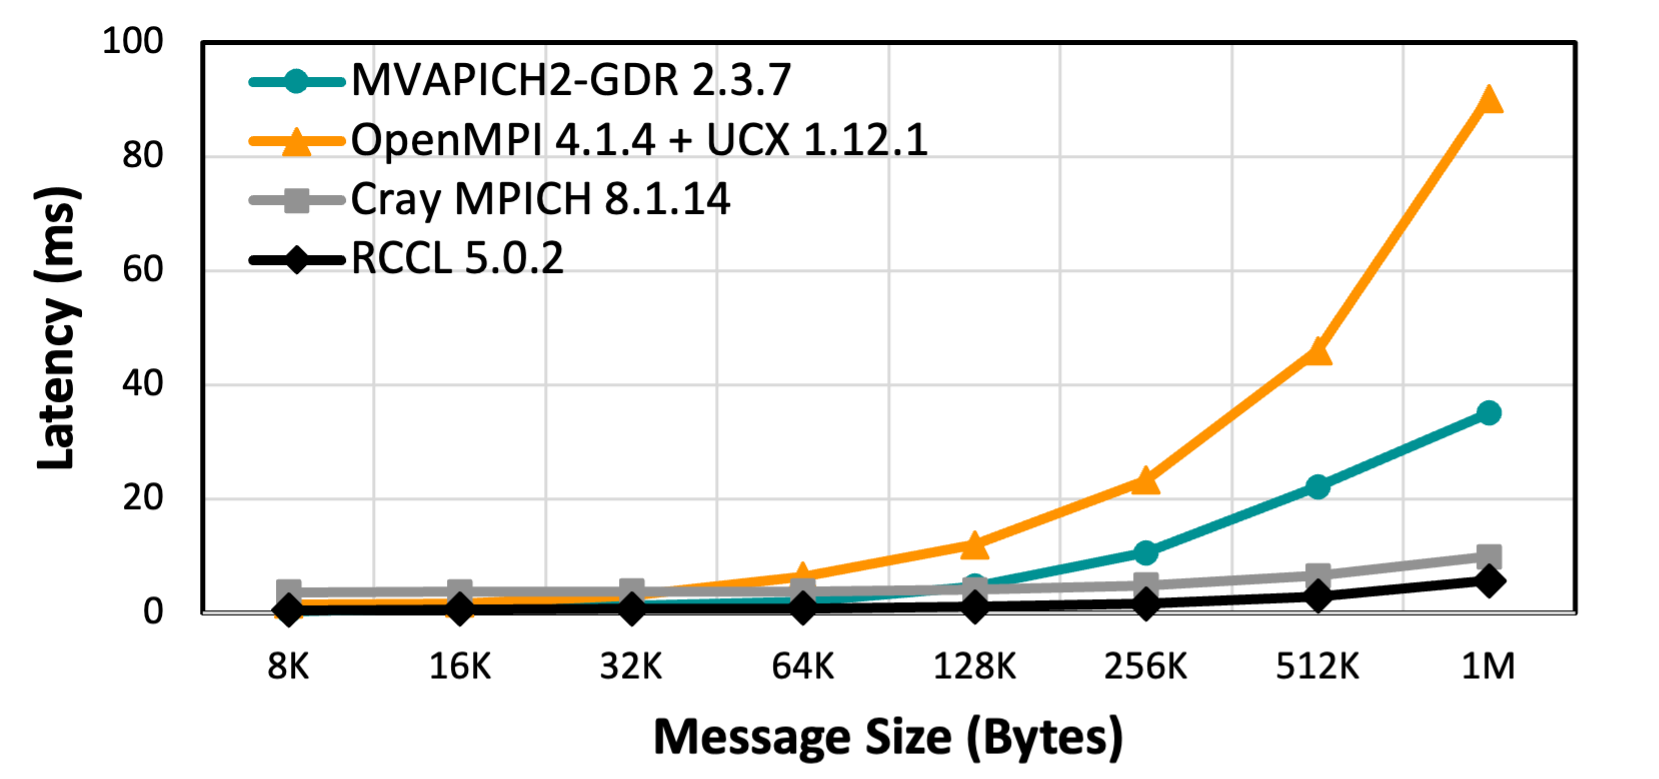 100
80
60
40
20
0
Latency (ms)
MVAPICH2-GDR 2.3.7
OpenMPI 4.1.4 + UCX 1.12.1
Cray MPICH 8.1.14
RCCL 5.0.2
8K 16K 32K 64K 128K 256K 512K 1M
Message Size (Bytes)